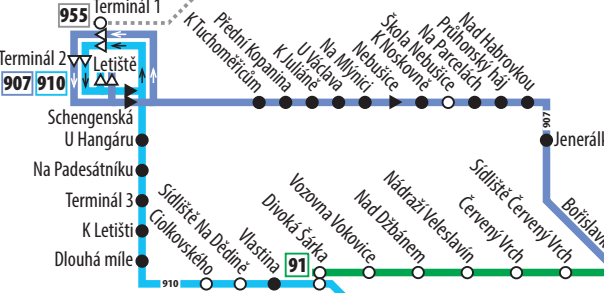 955
Terminál 1
Terminál 2
907 910
Letiště
Schengenská
U Hangáru
Na Padesátníku
Terminál 3
K Letišti
Dlouhá míle
K Tuchoměřicům
Přední Kopanina
K Juliáně
U Václava
Na Mlýnici
Nebušice
K Noskovně
Škola Nebušice
Na Parcelách
Průhonský háj
Nad Habrovkou
907
Jenerálk
Bořislavk
910
Ciolkovského
Sídliště Na Dědině
Vlastina
91
Divoká Šárka
Vozovna Vokovice
Nad Džbánem
Nádraží Veleslavín
Červený Vrch
Sídliště Červený Vrch